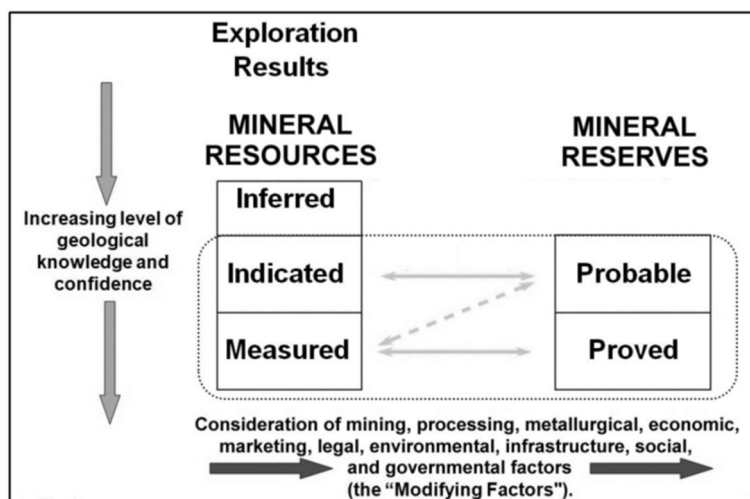 Exploration
Results
MINERAL
RESOURCES
MINERAL
RESERVES
Increasing level of
geological
knowledge and
confidence
Inferred
Indicated
Measured
Probable
Proved
Consideration of mining, processing, metallurgical, economic,
marketing, legal, environmental, infrastructure, social,
and governmental factors
(the “Modifying Factors").